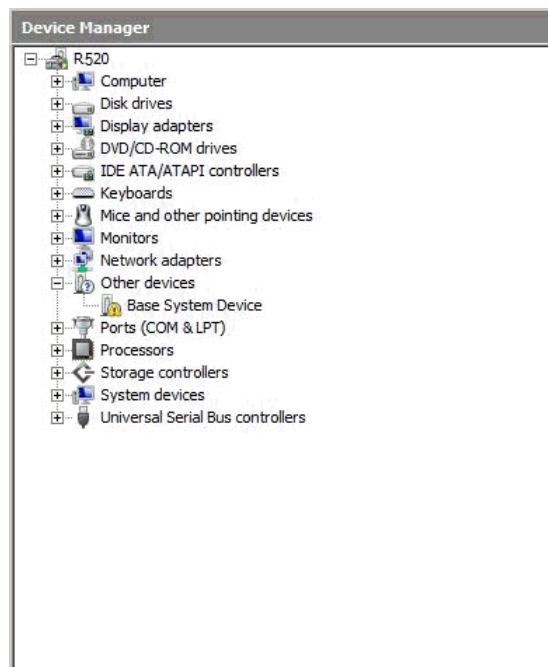 Device Manager
R520
Computer
Disk drives
Display adapters
DVD/CD-ROM drives
IDE ATA/ATAPI controllers
Keyboards
Mice and other pointing devices
Monitors
Network adapters
Other devices
Base System Device
Ports (COM & LPT)
Processors
Storage controllers
System devices
Universal Serial Bus controllers